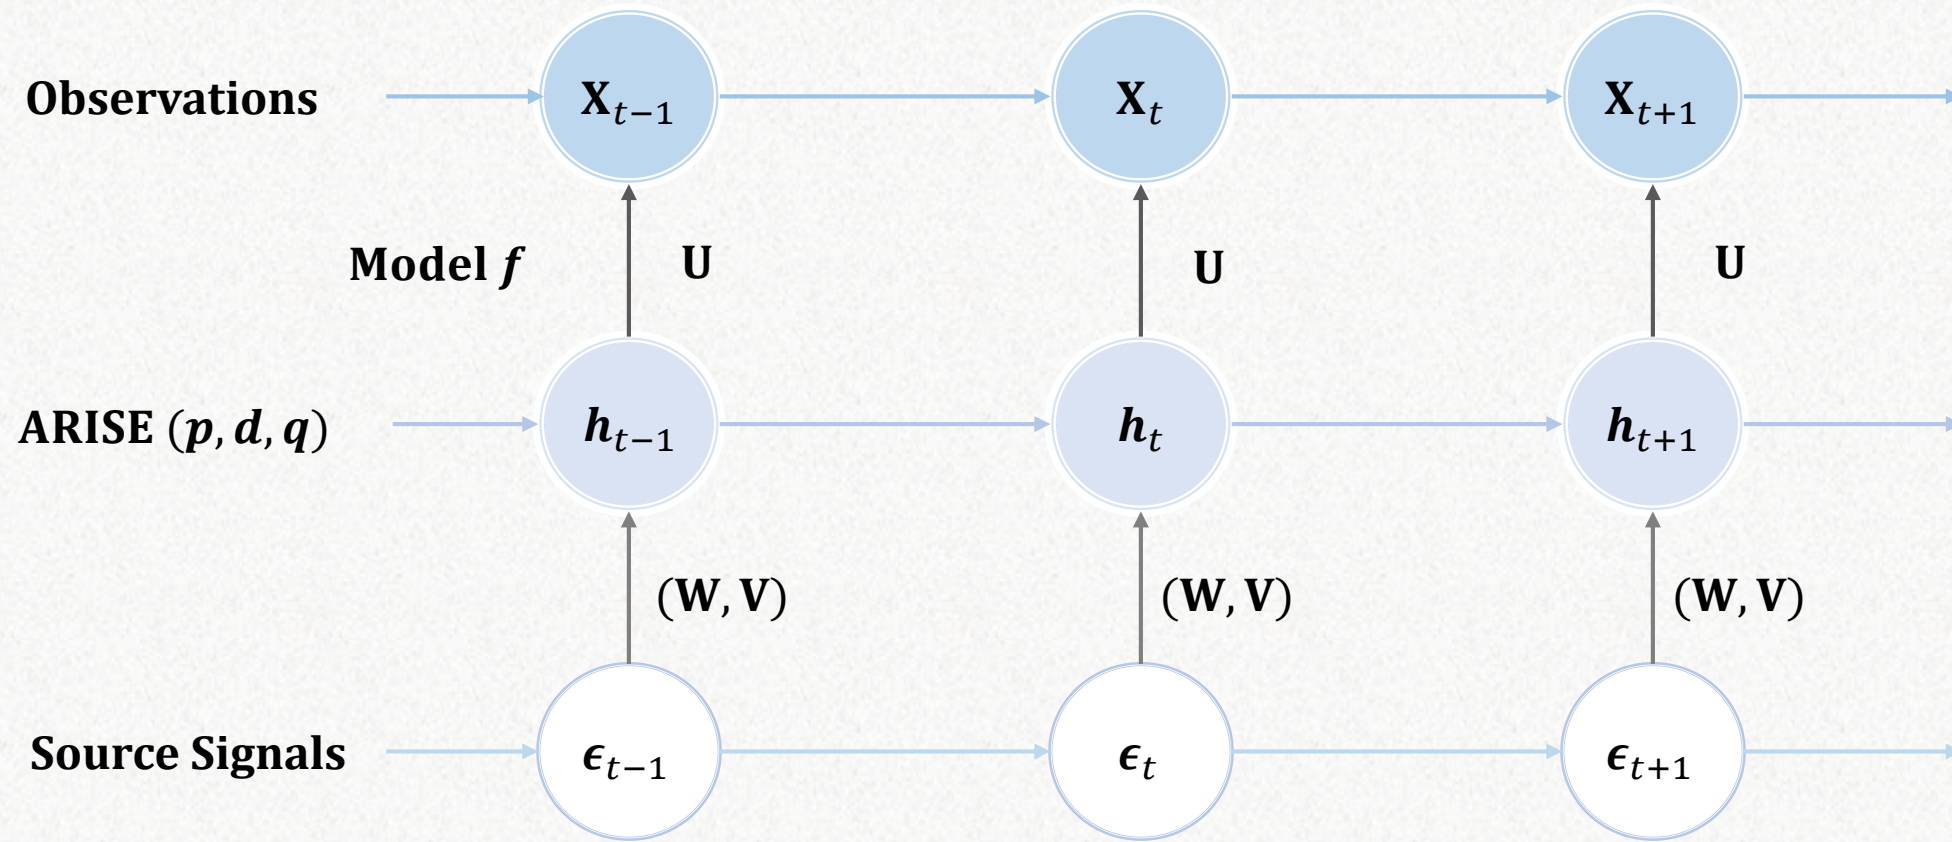 Observations X_{t−1} X_t X_{t+1}
Model f U U U
ARISE (p, d, q) h_{t−1} h_t h_{t+1}
(W, V) (W, V) (W, V)
Source Signals ϵ_{t−1} ϵ_t ϵ_{t+1}